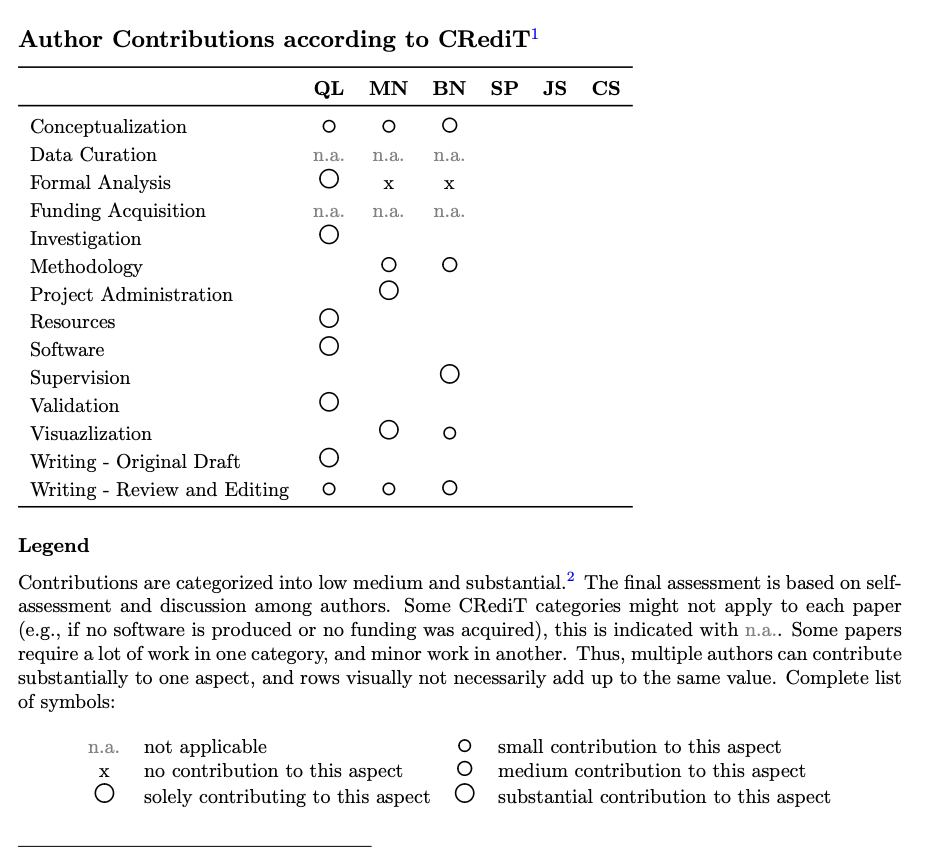 Author Contributions according to CRediT1
QL MN BN SP JS CS
Conceptualization ○ ○ ○
Data Curation n.a. n.a. n.a.
Formal Analysis ○ x x
Funding Acquisition n.a. n.a. n.a.
Investigation ○
Methodology ○ ○
Project Administration ○
Resources ○
Software ○
Supervision ○
Validation ○
Visuazlization ○ ○
Writing - Original Draft ○
Writing - Review and Editing ○ ○ ○
Legend
Contributions are categorized into low medium and substantial.2 The final assessment is based on self-
assessment and discussion among authors. Some CRediT categories might not apply to each paper
(e.g., if no software is produced or no funding was acquired), this is indicated with n.a.. Some papers
require a lot of work in one category, and minor work in another. Thus, multiple authors can contribute
substantially to one aspect, and rows visually not necessarily add up to the same value. Complete list
of symbols:
n.a. not applicable ○ small contribution to this aspect
x no contribution to this aspect ○ medium contribution to this aspect
○ solely contributing to this aspect ○ substantial contribution to this aspect